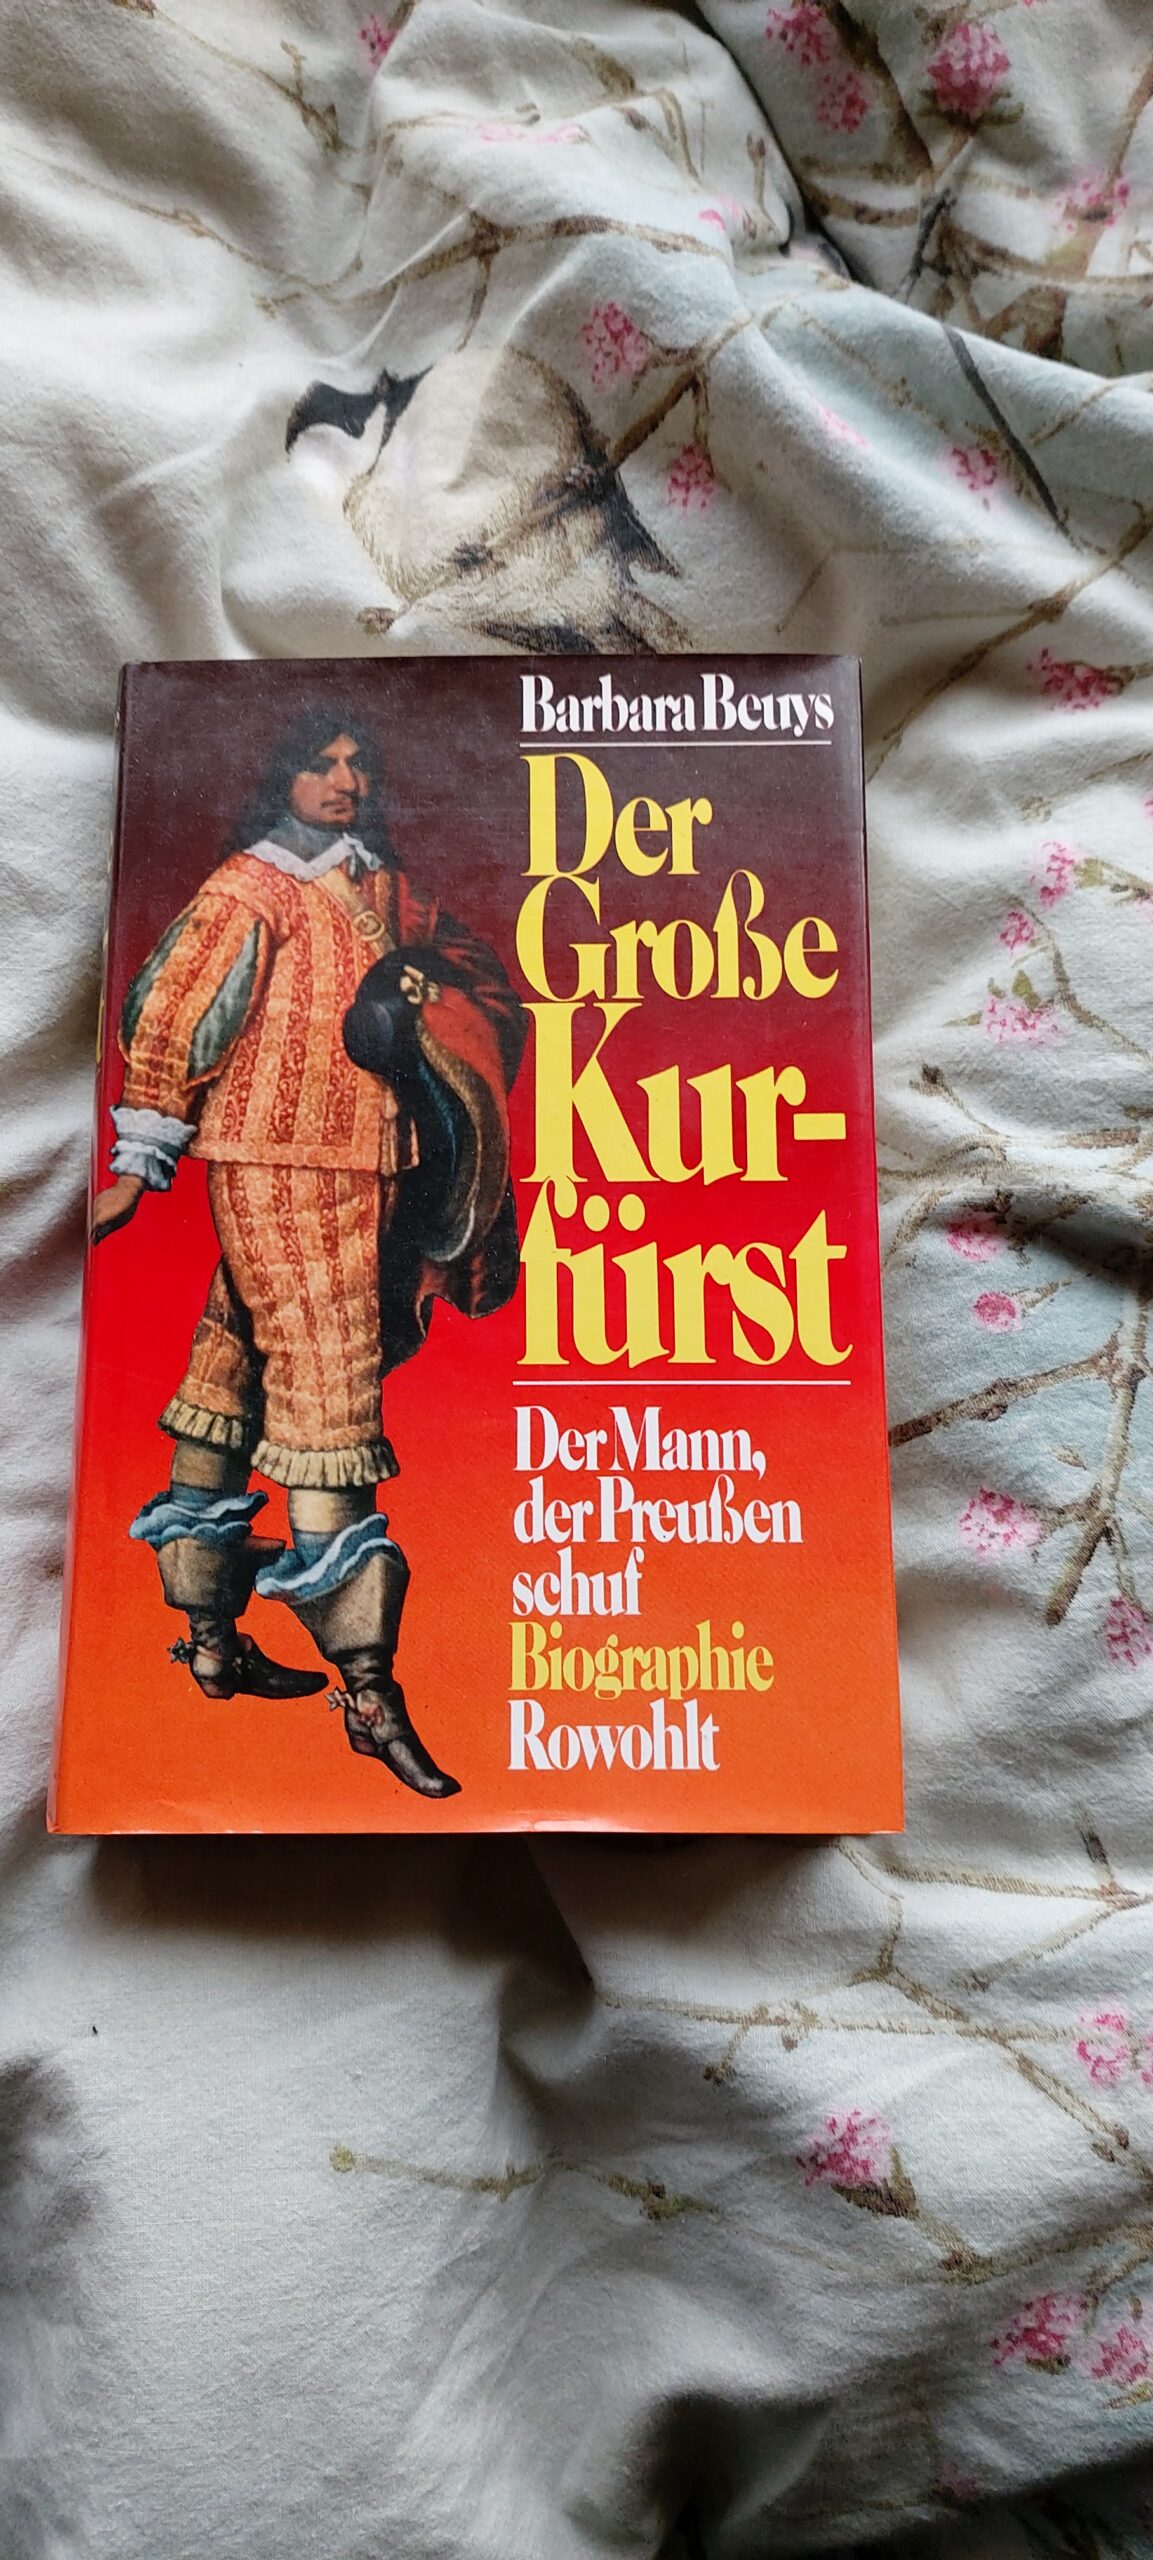 Barbara Beuys
Der
Große
Kur-
fürst
Der Mann,
der Preußen
schuf
Biographie
Rowohlt